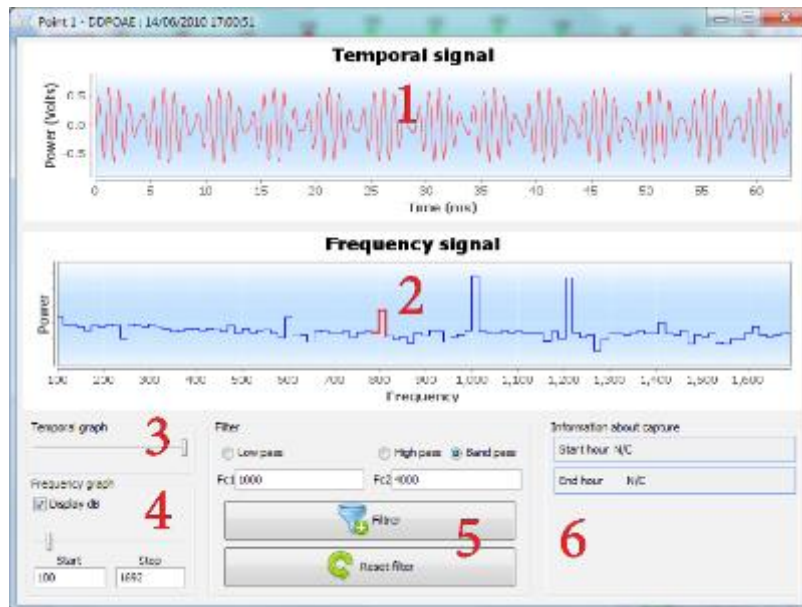 Point 1 - DDPOAE : 14/06/2010 17:00:51
Temporal signal
1
Power (Volts)
0.5
0.0
-0.5
0 5 10 15 20 25 30 35 40 45 50 55 60
Time (ms)
Frequency signal
2
Power
100 200 300 400 500 600 700 800 900 1,000 1,100 1,200 1,300 1,400 1,500 1,600
Frequency
Temporal graph
3
Frequency graph
Display dB
4
Start Stop
100 1692
Filter
Low pass High pass Band pass
Fc1 1000 Fc2 4000
Filtrer
5
Reset filter
Information about capture
Start hour N/C
End hour N/C
6